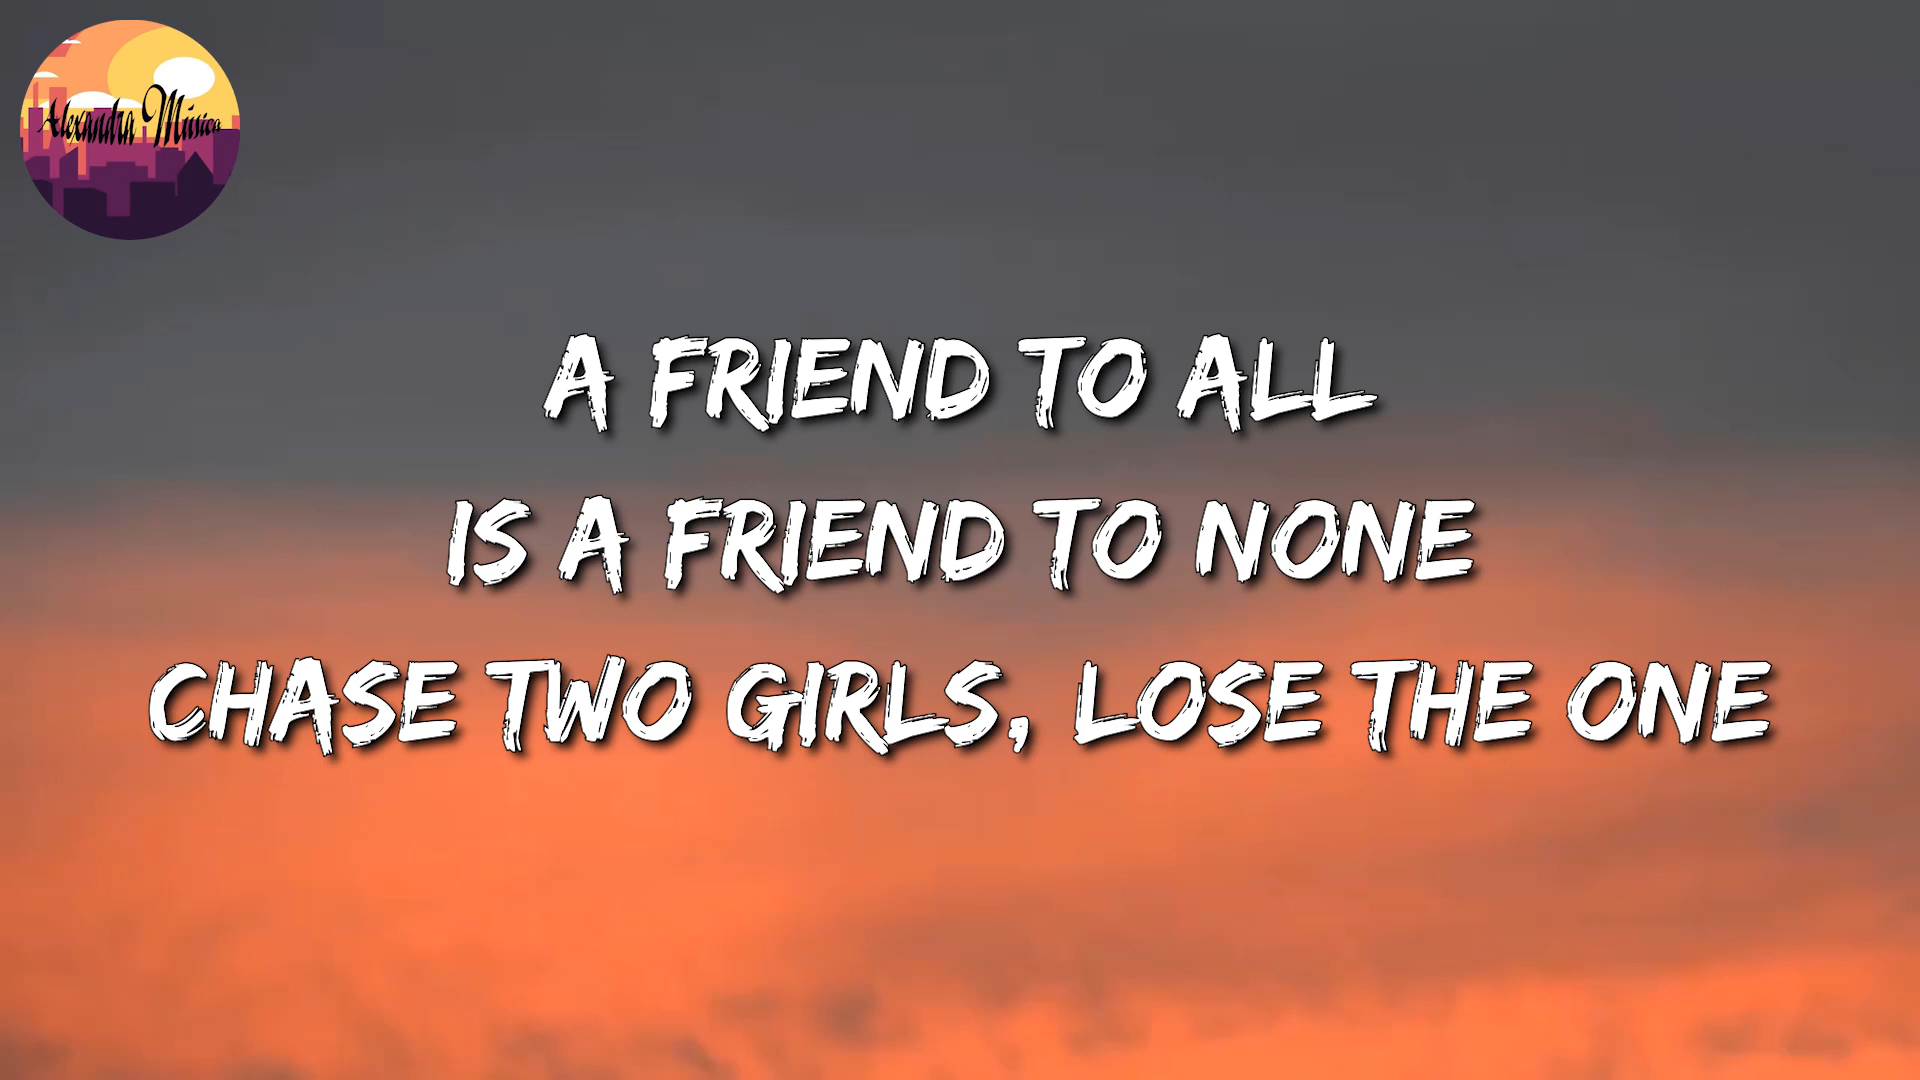 Alexandra Música
A FRIEND TO ALL
IS A FRIEND TO NONE
CHASE TWO GIRLS, LOSE THE ONE